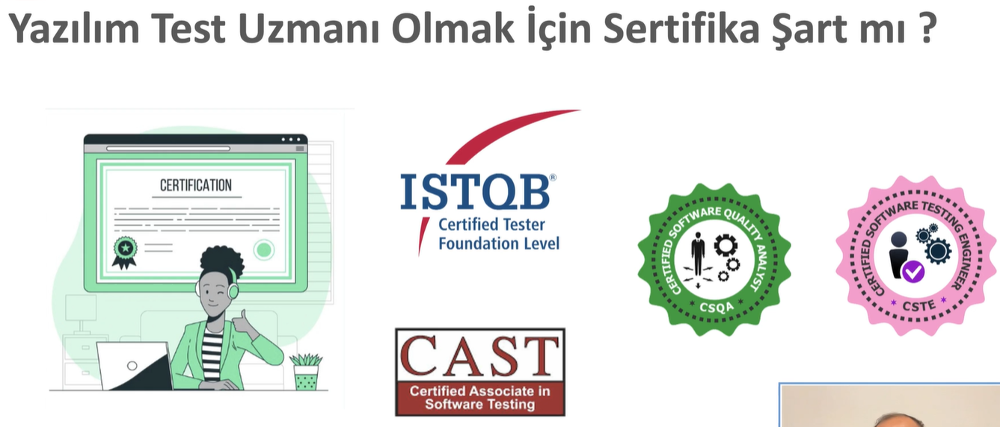 Yazılım Test Uzmanı Olmak İçin Sertifika Şart mı ?
CERTIFICATION
ISTQB®
Certified Tester
Foundation Level
CERTIFIED SOFTWARE QUALITY ANALYST
CSQA
CERTIFIED SOFTWARE TESTING ENGINEER
CSTE
CAST
Certified Associate in
Software Testing